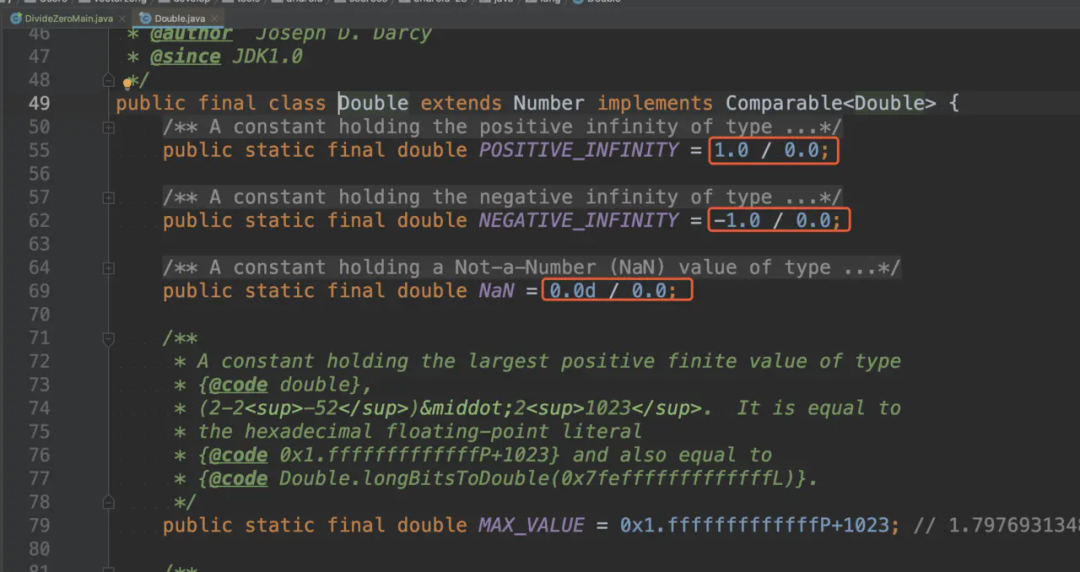 DivideZeroMain.java × Double.java ×
46 * @author Joseph D. Darcy
47 * @since JDK1.0
48 */
49 public final class Double extends Number implements Comparable<Double> {
50 /** A constant holding the positive infinity of type ...*/
55 public static final double POSITIVE_INFINITY = 1.0 / 0.0;
56
57 /** A constant holding the negative infinity of type ...*/
62 public static final double NEGATIVE_INFINITY = -1.0 / 0.0;
63
64 /** A constant holding a Not-a-Number (NaN) value of type ...*/
69 public static final double NaN = 0.0d / 0.0;
70
71 /**
72 * A constant holding the largest positive finite value of type
73 * {@code double},
74 * (2-2<sup>-52</sup>)&middot;2<sup>1023</sup>. It is equal to
75 * the hexadecimal floating-point literal
76 * {@code 0x1.fffffffffffffP+1023} and also equal to
77 * {@code Double.longBitsToDouble(0x7fefffffffffffffL)}.
78 */
79 public static final double MAX_VALUE = 0x1.fffffffffffffP+1023; // 1.797693134
80
81 /**